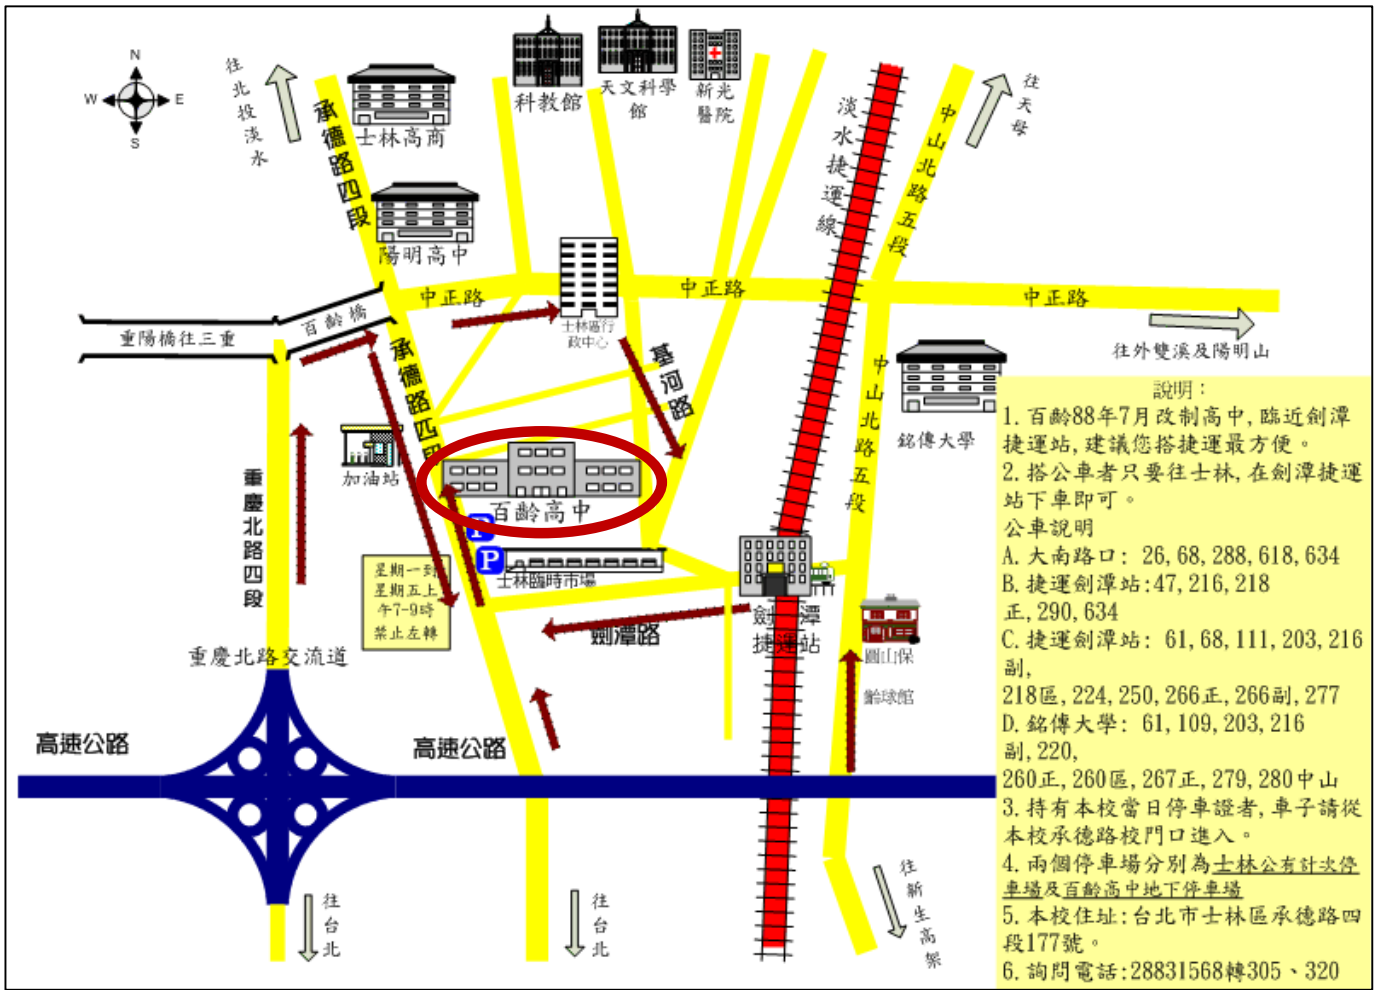 N
W
E
S
往北投淡水
承德路四段
士林高商
科教館
天文科學
館
新光
醫院
淡水捷運線
中山北路五段
往天母
陽明高中
中正路
中正路
中正路
百齡橋
重陽橋往三重
士林區行
政中心
往外雙溪及陽明山
承德路四段
基河路
中山北路五段
銘傳大學
加油站
重慶北路四段
百齡高中
P
P
士林臨時市場
星期一到
星期五上
午7-9時
禁止左轉
劍潭
捷運站
劍潭路
圓山保
齡球館
重慶北路交流道
高速公路
高速公路
往台北
往台北
往新生高架
說明：
1. 百齡88年7月改制高中, 臨近劍潭
捷運站, 建議您搭捷運最方便。
2. 搭公車者只要往士林, 在劍潭捷運
站下車即可。
公車說明
A. 大南路口: 26, 68, 288, 618, 634
B. 捷運劍潭站:47, 216, 218
正, 290, 634
C. 捷運劍潭站: 61, 68, 111, 203, 216
副,
218區, 224, 250, 266正, 266副, 277
D. 銘傳大學: 61, 109, 203, 216
副, 220,
260正, 260區, 267正, 279, 280中山
3. 持有本校當日停車證者, 車子請從
本校承德路校門口進入。
4. 兩個停車場分別為士林公有計次停
車場及百齡高中地下停車場
5. 本校住址:台北市士林區承德路四
段177號。
6. 詢問電話:28831568轉305、320